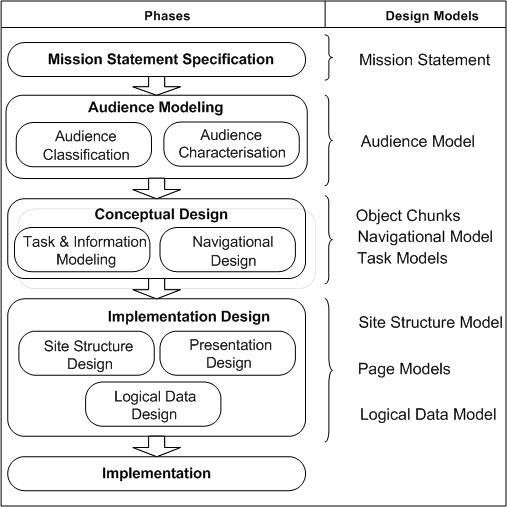 Phases
Design Models
Mission Statement Specification
Mission Statement
Audience Modeling
Audience
Classification
Audience
Characterisation
Audience Model
Conceptual Design
Task & Information
Modeling
Navigational
Design
Object Chunks
Navigational Model
Task Models
Implementation Design
Site Structure
Design
Presentation
Design
Logical Data
Design
Site Structure Model
Page Models
Logical Data Model
Implementation